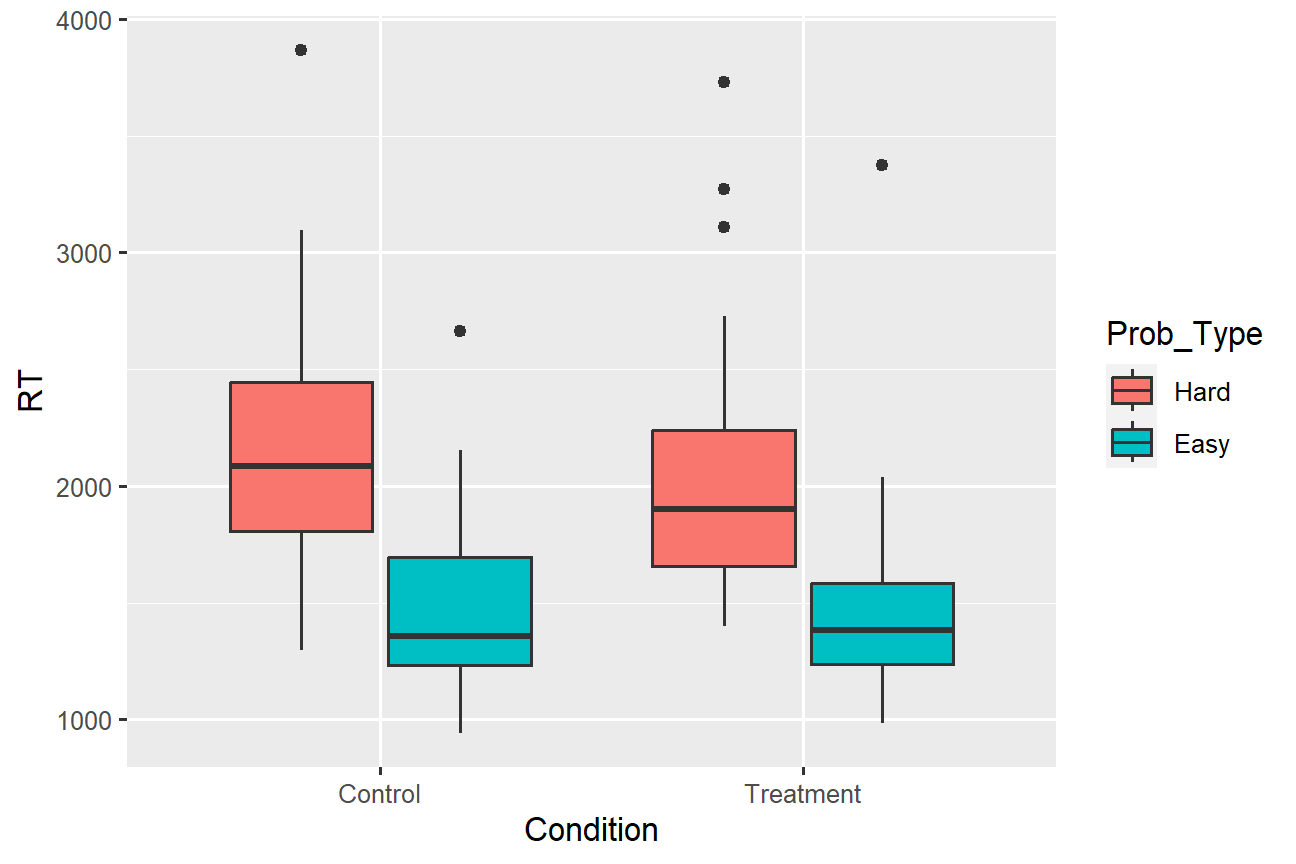 4000
3000
2000
1000
RT
Control
Treatment
Condition
Prob_Type
Hard
Easy